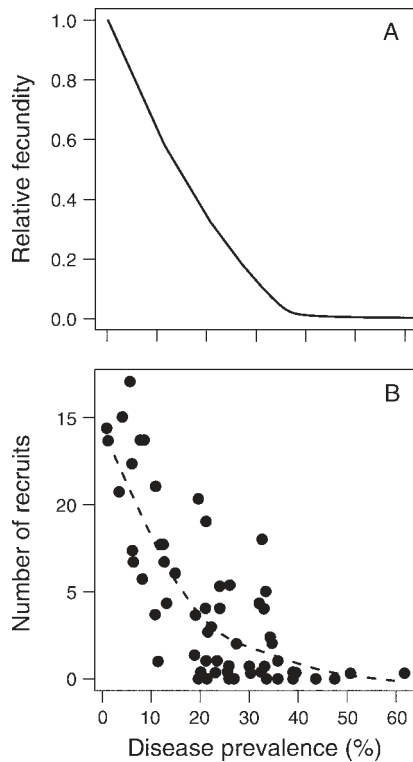 A
1.0
0.8
0.6
0.4
0.2
0.0
Relative fecundity
B
15
20
5
0
Number of recruits
0 10 20 30 40 50 60
Disease prevalence (%)